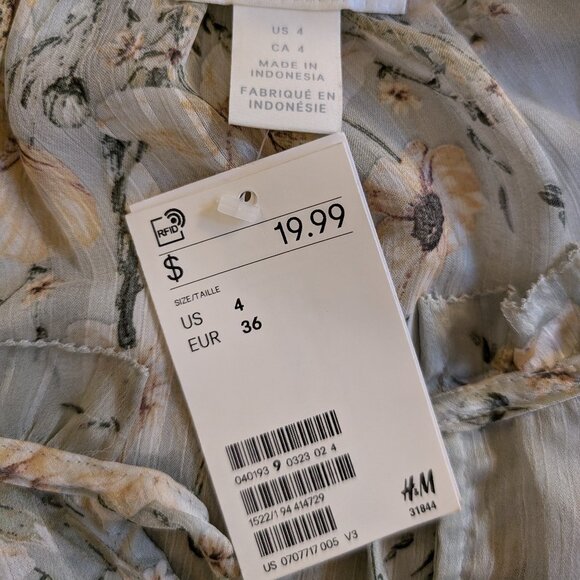 US 4
CA 4
MADE IN
INDONESIA
FABRIQUÉ EN
INDONÉSIE
RFID
$ 19.99
SIZE/TAILLE
US 4
EUR 36
040193 9 0323 02 4
1522/1 94 414729
US 0707717 005 V3
H&M
31844